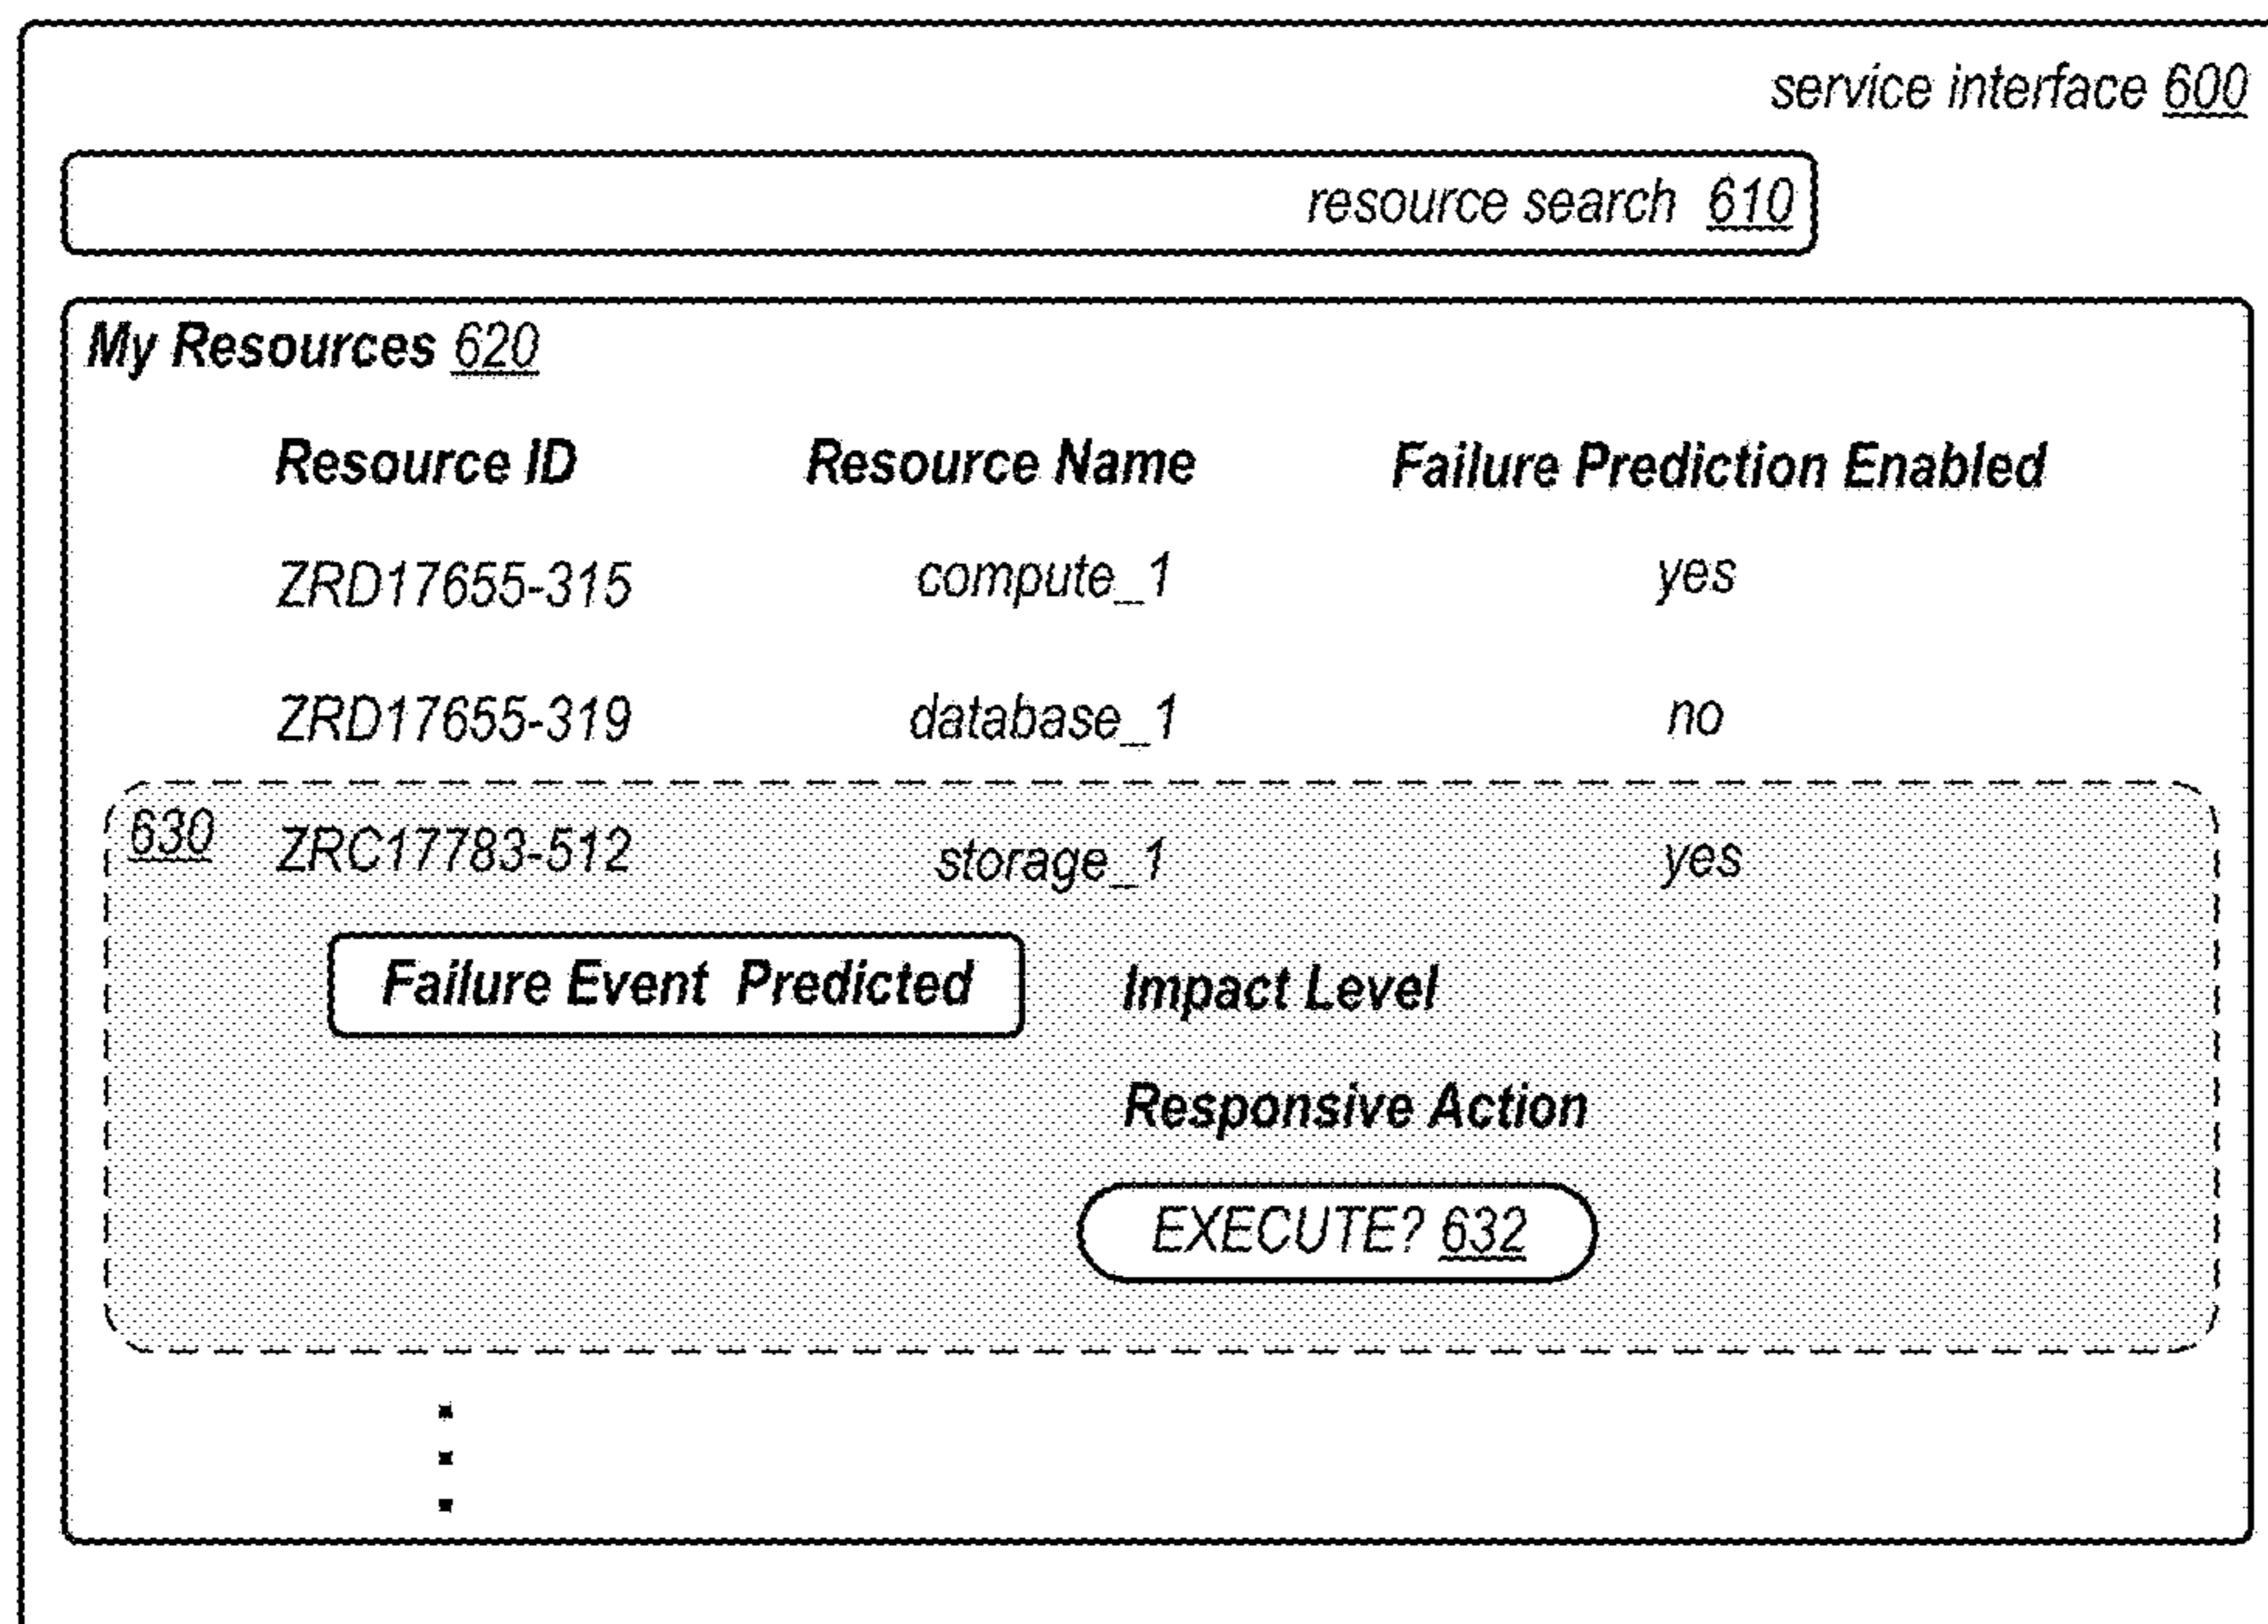 service interface 600
resource search 610
My Resources 620
Resource ID Resource Name Failure Prediction Enabled
ZRD17655-315 compute_1 yes
ZRD17655-319 database_1 no
630 ZRC17783-512 storage_1 yes
Failure Event Predicted Impact Level
Responsive Action
EXECUTE? 632